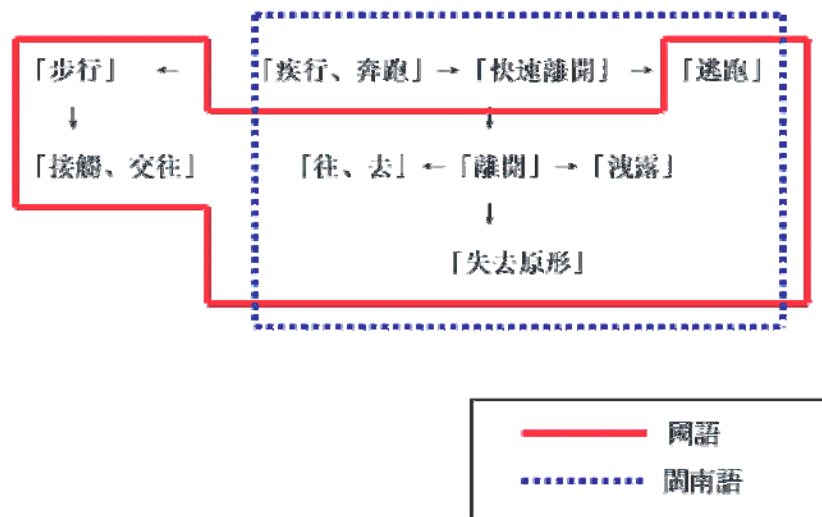 「步行」 ← 「疾行、奔跑」 → 「快速離開」 → 「逃跑」
↓ ↓
「接觸、交往」 「往、去」 ← 「離開」 → 「洩露」
↓
「失去原形」
國語
閩南語